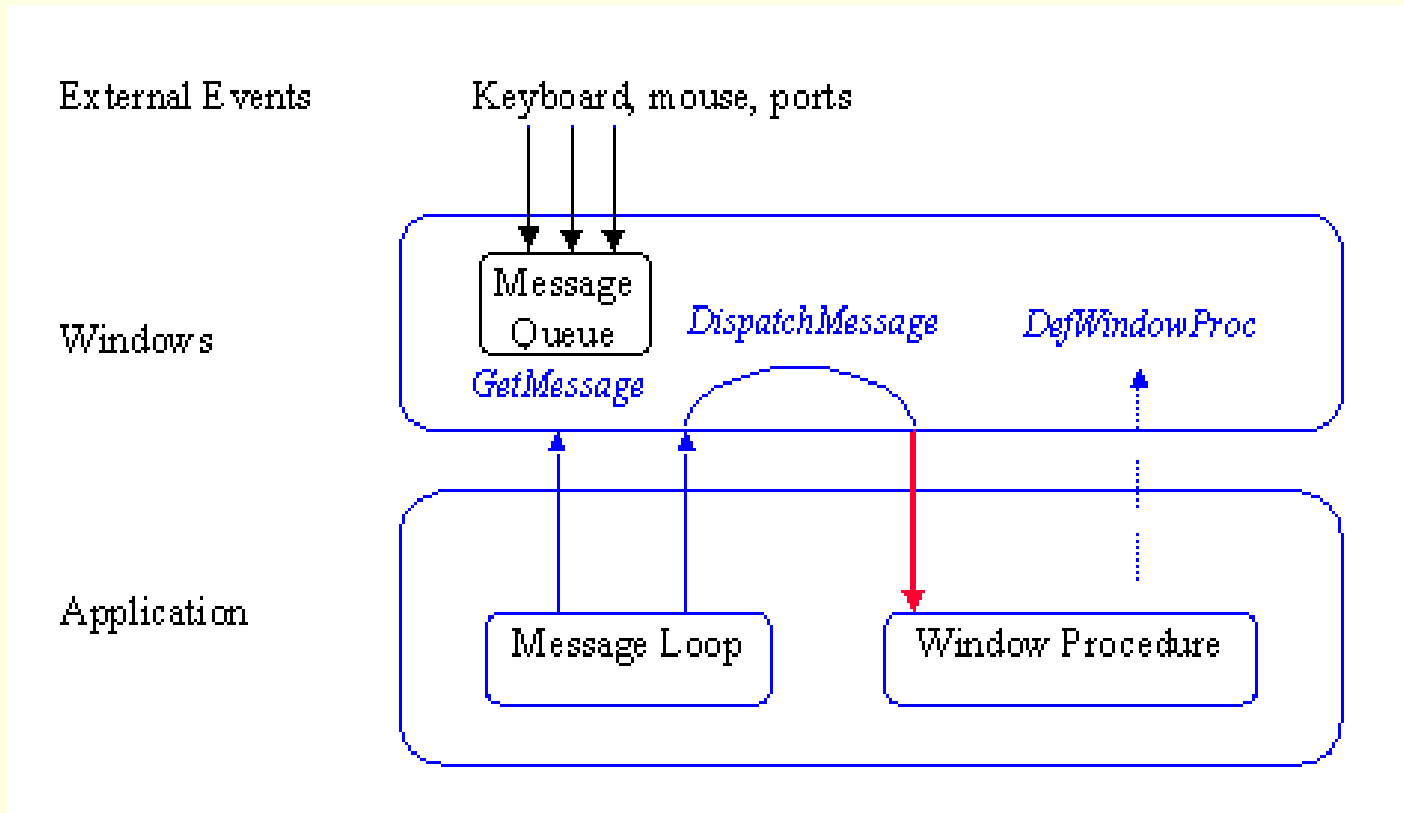 External Events
Keyboard, mouse, ports
Message
Queue
DispatchMessage
DefWindowProc
Windows
GetMessage
Application
Message Loop
Window Procedure